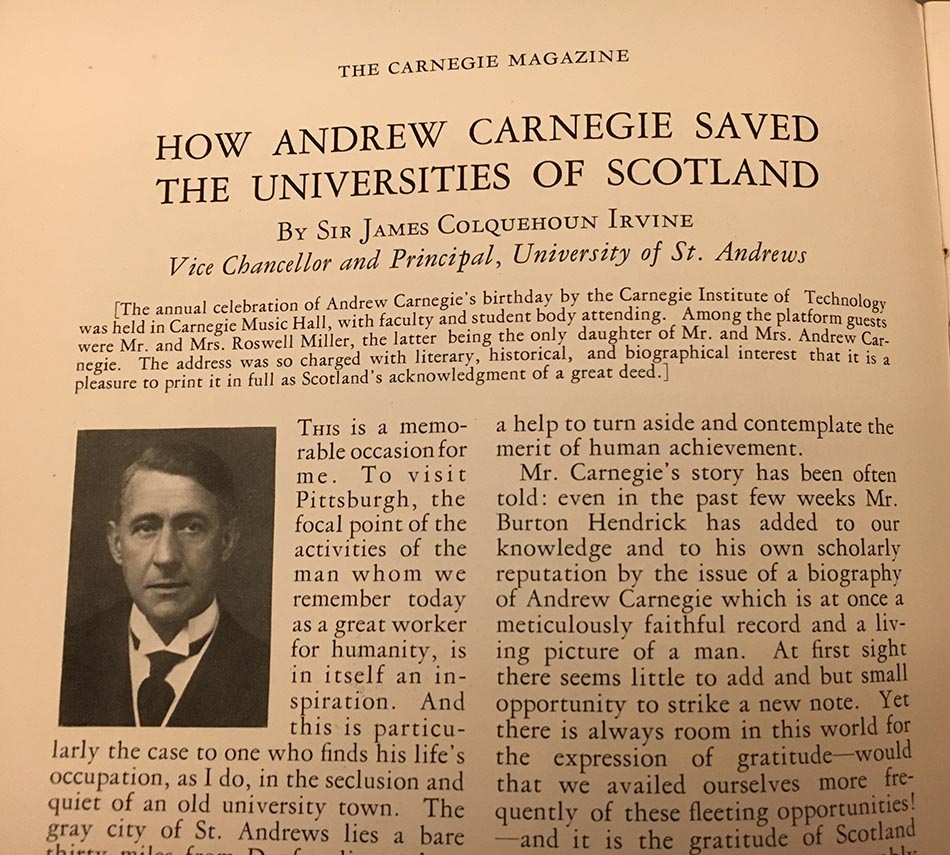 THE CARNEGIE MAGAZINE
HOW ANDREW CARNEGIE SAVED
THE UNIVERSITIES OF SCOTLAND
BY SIR JAMES COLQUEHOUN IRVINE
Vice Chancellor and Principal, University of St. Andrews
[The annual celebration of Andrew Carnegie's birthday by the Carnegie Institute of Technology
was held in Carnegie Music Hall, with faculty and student body attending. Among the platform guests
were Mr. and Mrs. Roswell Miller, the latter being the only daughter of Mr. and Mrs. Andrew Car-
negie. The address was so charged with literary, historical, and biographical interest that it is a
pleasure to print it in full as Scotland's acknowledgment of a great deed.]
THIS is a memo-
rable occasion for
me. To visit
Pittsburgh, the
focal point of the
activities of the
man whom we
remember today
as a great worker
for humanity, is
in itself an in-
spiration. And
this is particu-
larly the case to one who finds his life's
occupation, as I do, in the seclusion and
quiet of an old university town. The
gray city of St. Andrews lies a bare
thirty miles from
a help to turn aside and contemplate the
merit of human achievement.
Mr. Carnegie's story has been often
told: even in the past few weeks Mr.
Burton Hendrick has added to our
knowledge and to his own scholarly
reputation by the issue of a biography
of Andrew Carnegie which is at once a
meticulously faithful record and a liv-
ing picture of a man. At first sight
there seems little to add and but small
opportunity to strike a new note. Yet
there is always room in this world for
the expression of gratitude—would
that we availed ourselves more fre-
quently of these fleeting opportunities!
—and it is the gratitude of Scotland